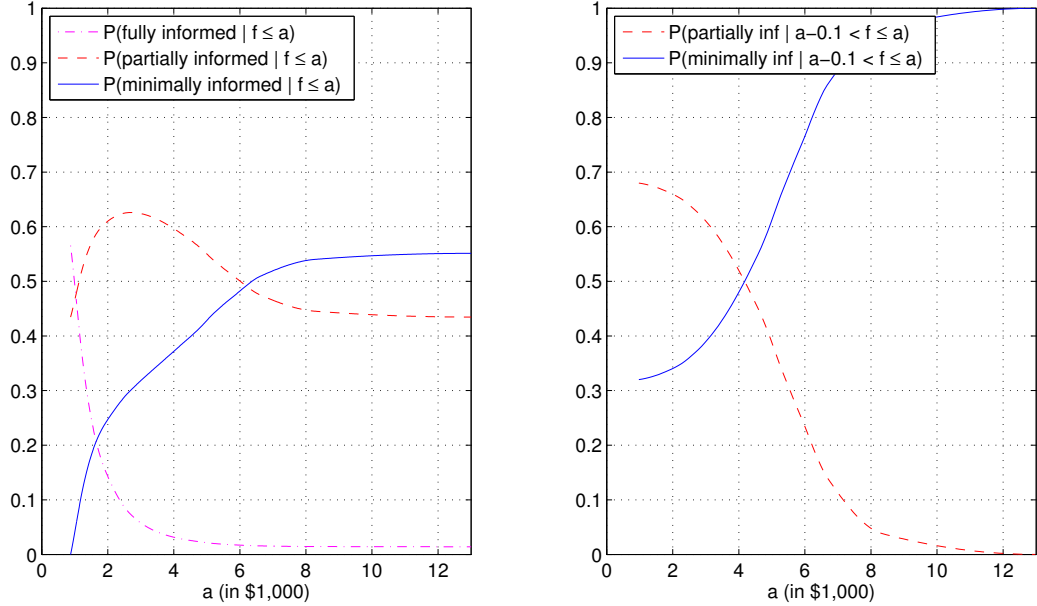 P(fully informed | f ≤ a)
P(partially informed | f ≤ a)
P(minimally informed | f ≤ a)
1
0.9
0.8
0.7
0.6
0.5
0.4
0.3
0.2
0.1
0
0 2 4 6 8 10 12
a (in $1,000)
P(partially inf | a−0.1 < f ≤ a)
P(minimally inf | a−0.1 < f ≤ a)
1
0.9
0.8
0.7
0.6
0.5
0.4
0.3
0.2
0.1
0
0 2 4 6 8 10 12
a (in $1,000)